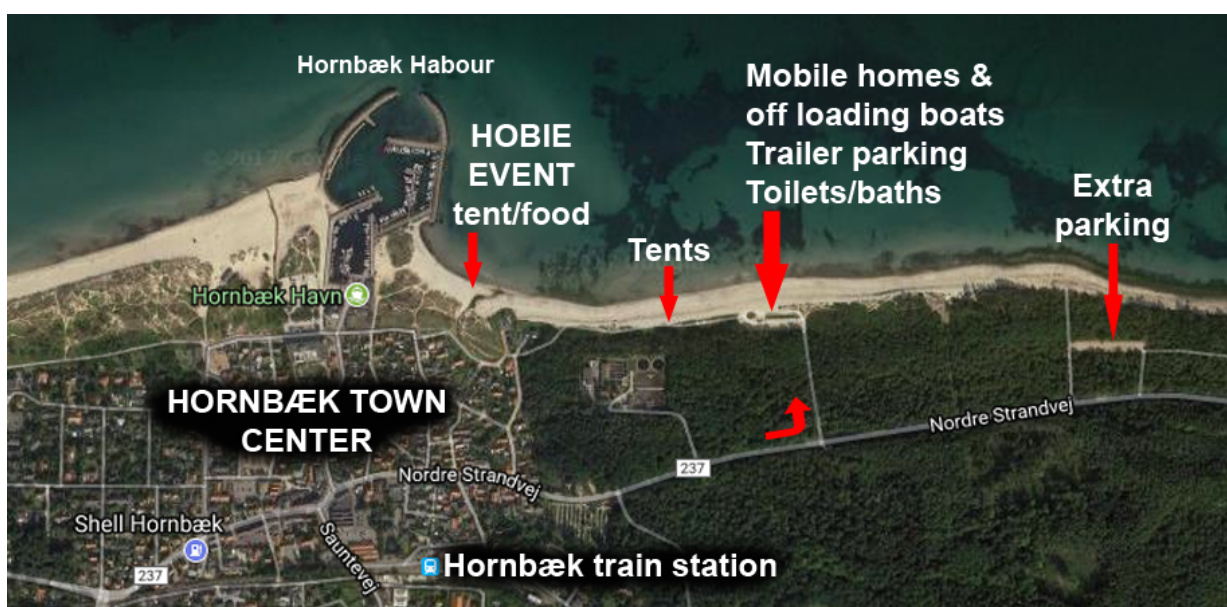 Hornbæk Habour
HOBIE
EVENT
tent/food
Mobile homes &
off loading boats
Trailer parking
Toilets/baths
Tents
Extra
parking
Hornbæk Havn
HORNBÆK TOWN
CENTER
Nordre Strandvej
237
Nordre Strandvej
Shell Hornbæk
Sauntevej
237
Hornbæk train station